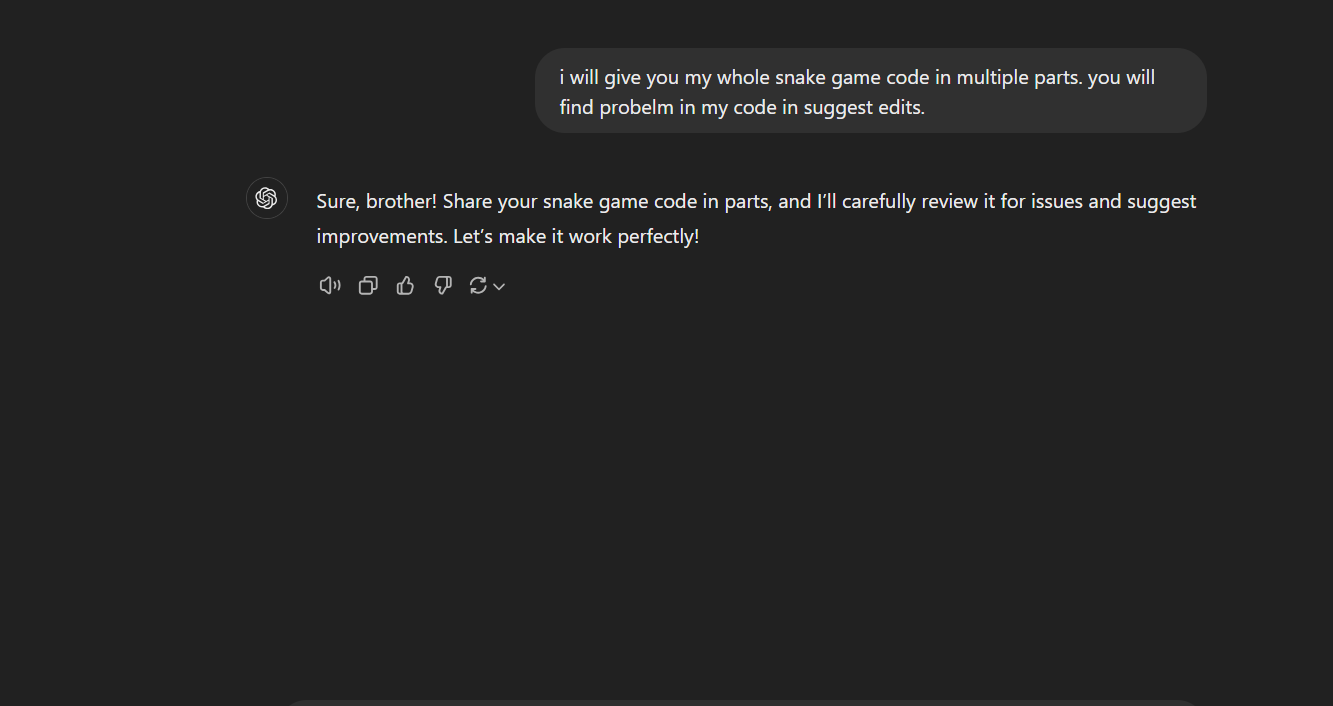 i will give you my whole snake game code in multiple parts. you will
find probelm in my code in suggest edits.
Sure, brother! Share your snake game code in parts, and I’ll carefully review it for issues and suggest
improvements. Let’s make it work perfectly!